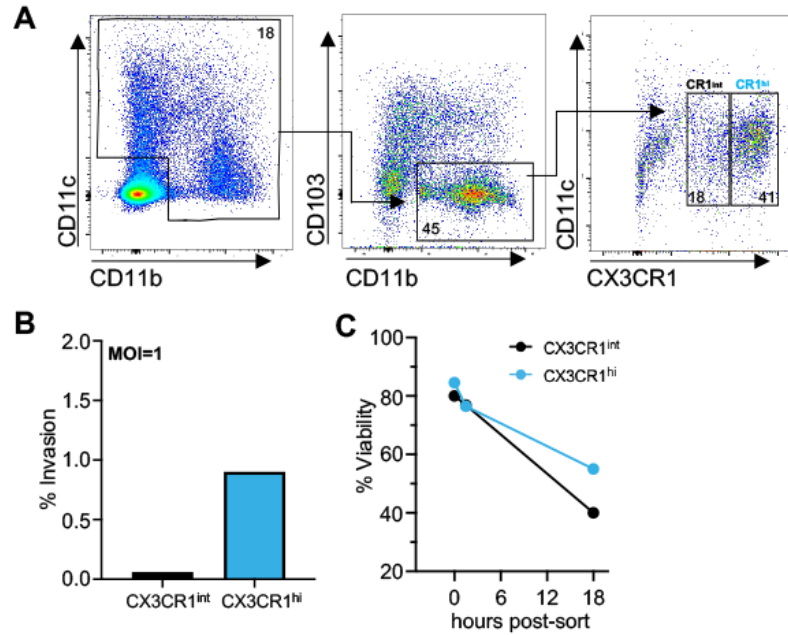 A
CD11c
18
CD11b
CD103
45
CD11b
CD11c
CR1int CR1hi
18 41
CX3CR1
B
% Invasion
MOI=1
2.0
1.5
1.0
0.5
0.0
CX3CR1int CX3CR1hi
C
% Viability
100
80
60
40
20
CX3CR1int
CX3CR1hi
0 6 12 18
hours post-sort